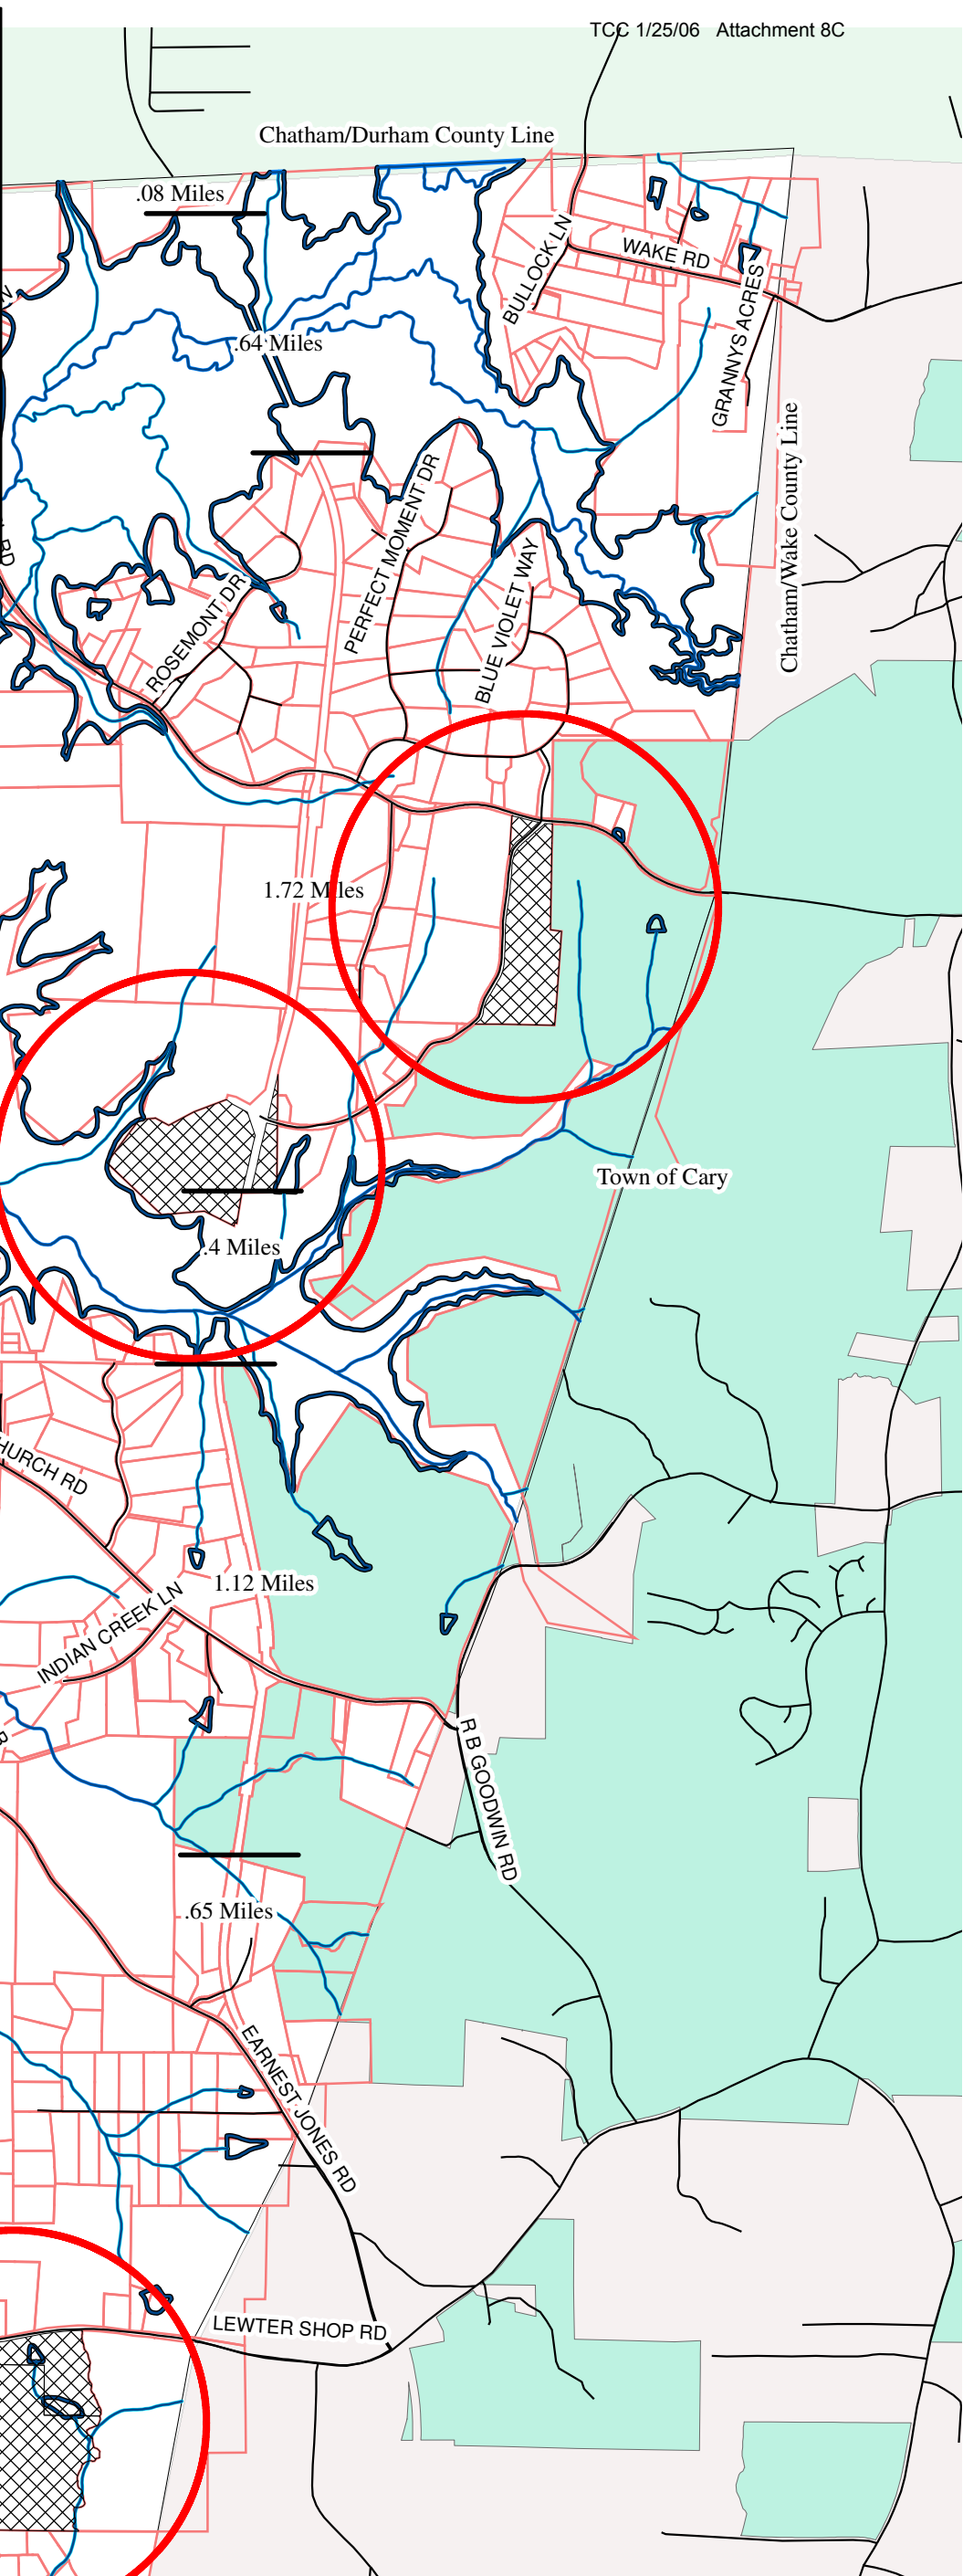 TCC 1/25/06   Attachment 8C
Chatham/Durham County Line
.08 Miles
BULLOCK LN
WAKE RD
GRANNYS ACRES
.64 Miles
Chatham/Wake County Line
PERFECT MOMENT DR
BLUE VIOLET WAY
RD
ROSEMONT DR
1.72 Miles
Town of Cary
.4 Miles
HURCH RD
1.12 Miles
INDIAN CREEK LN
R B GOODWIN RD
.65 Miles
EARNEST JONES RD
LEWTER SHOP RD